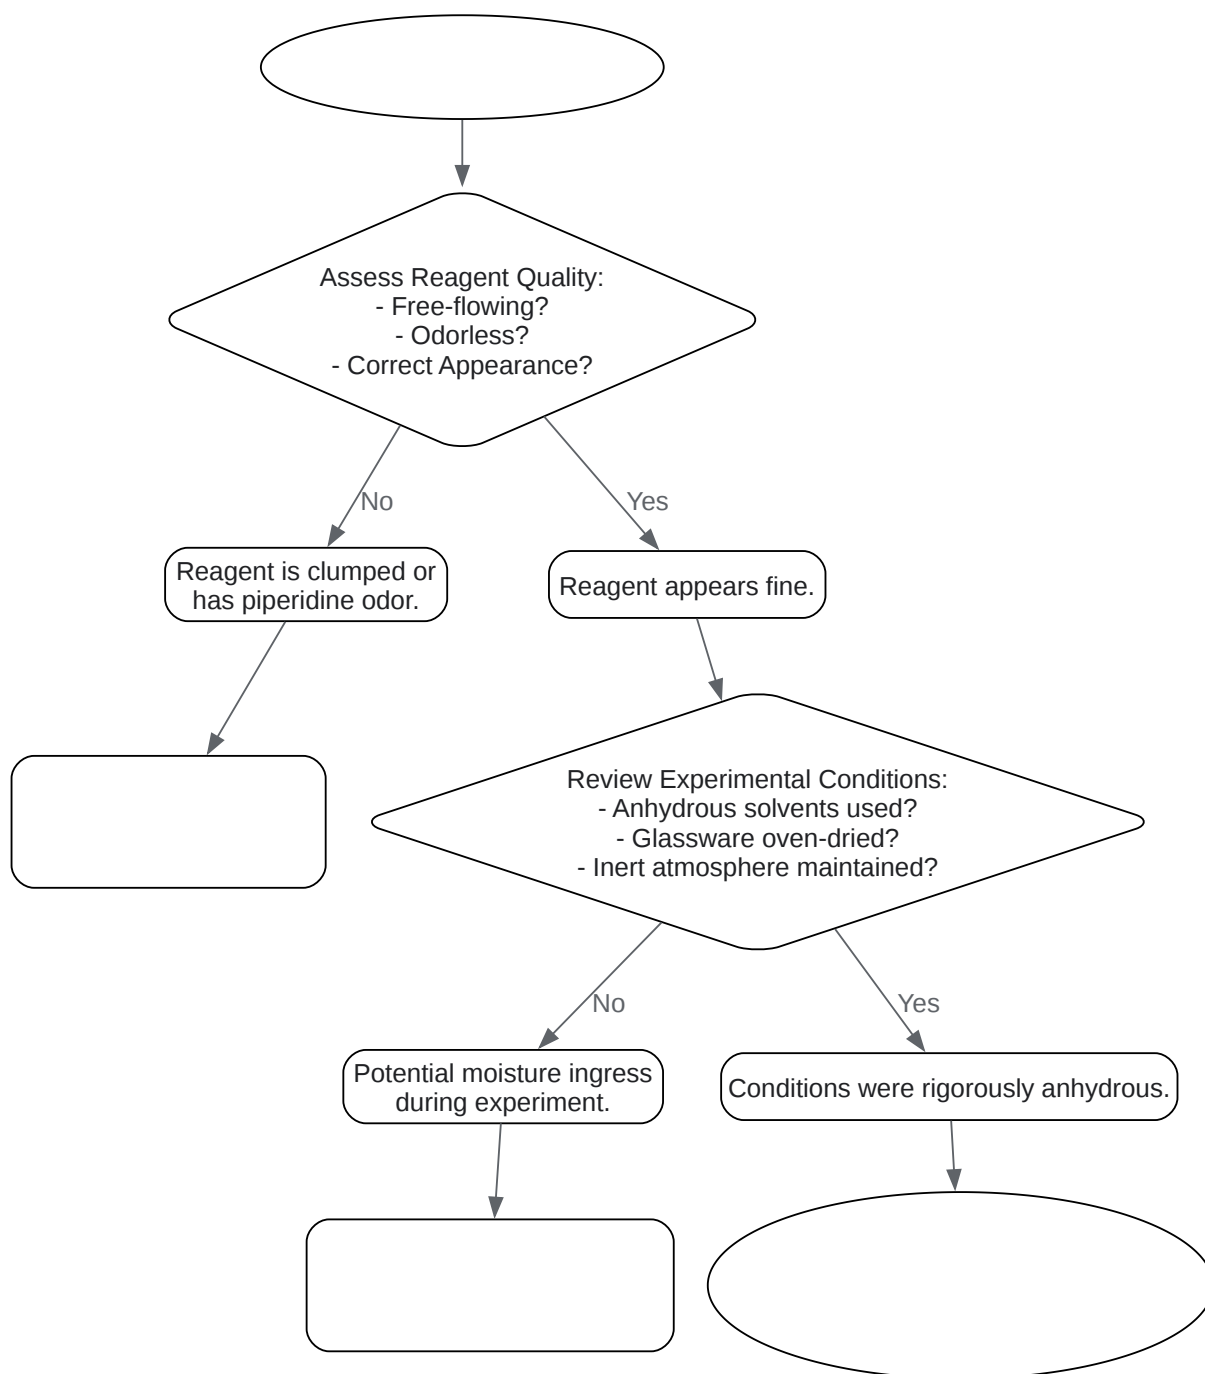 Assess Reagent Quality:
- Free-flowing?
- Odorless?
- Correct Appearance?
No
Yes
Reagent is clumped or
has piperidine odor.
Reagent appears fine.
Review Experimental Conditions:
- Anhydrous solvents used?
- Glassware oven-dried?
- Inert atmosphere maintained?
No
Yes
Potential moisture ingress
during experiment.
Conditions were rigorously anhydrous.